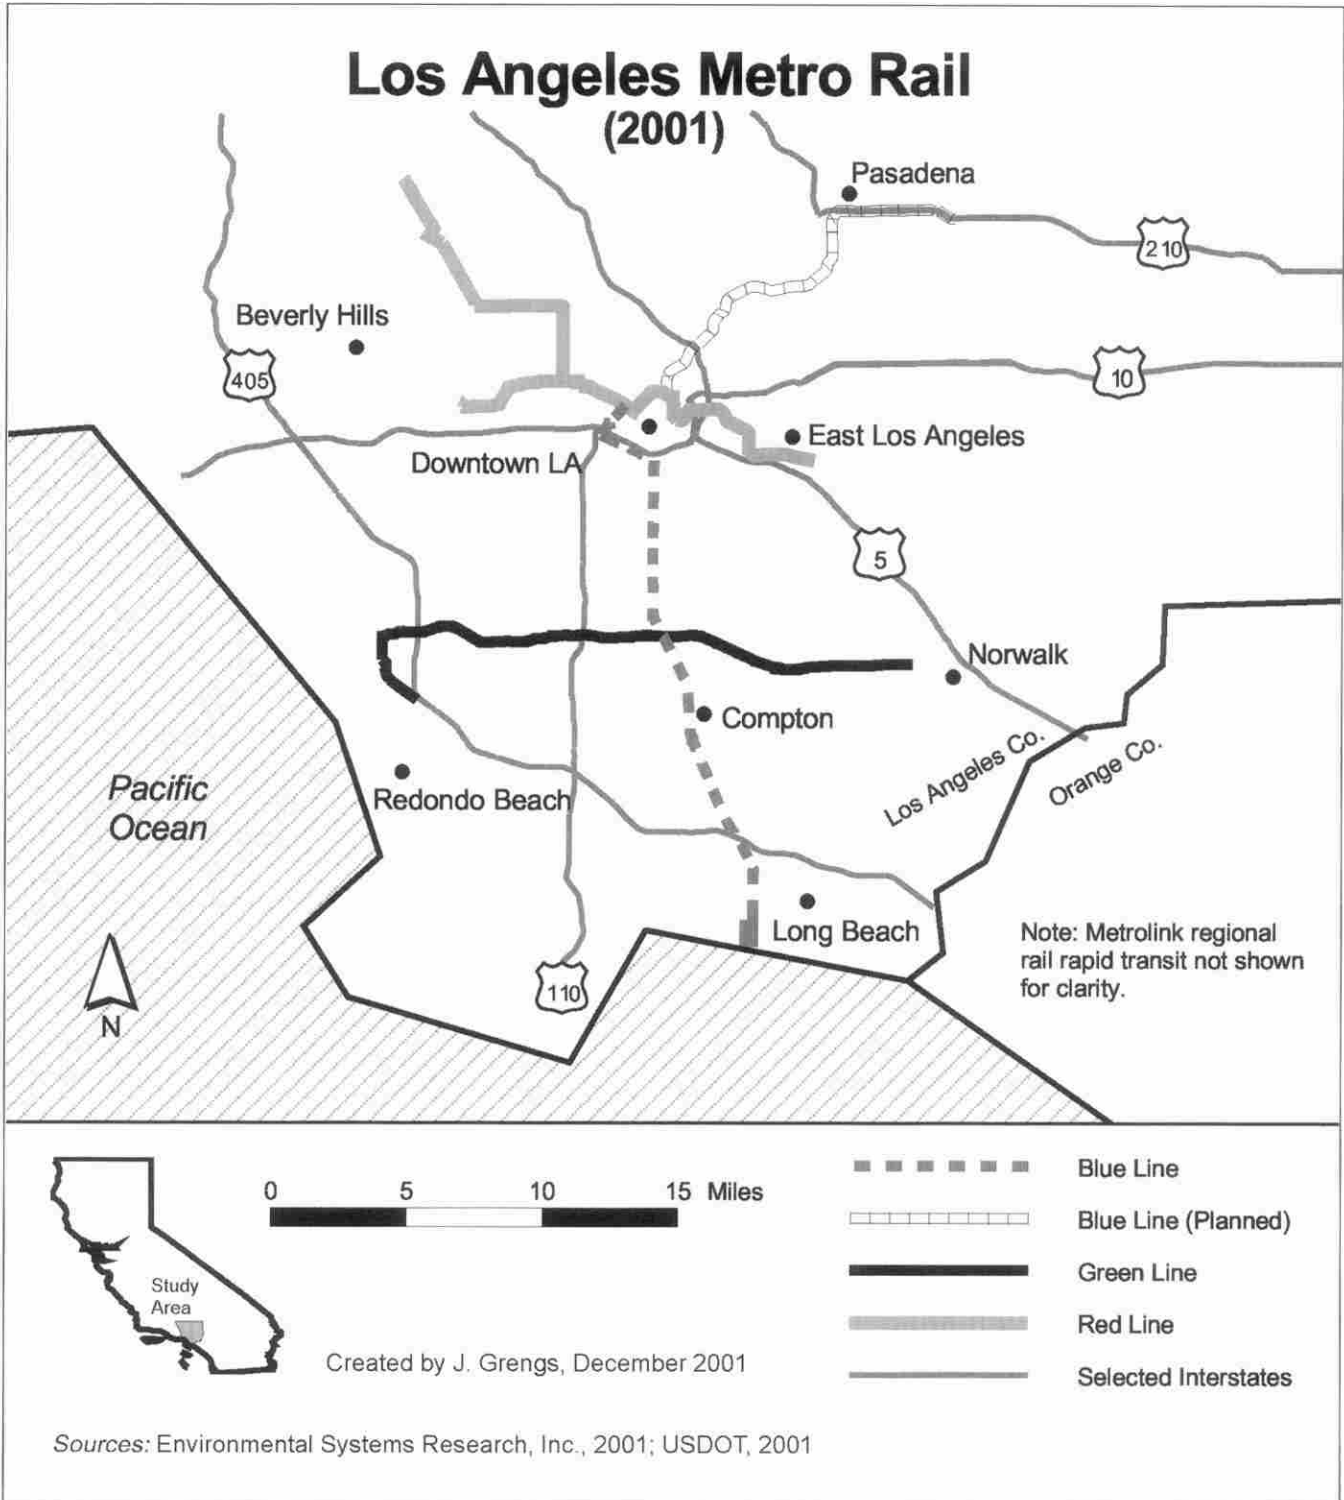 Los Angeles Metro Rail
(2001)
Pasadena
210
Beverly Hills
405
10
East Los Angeles
Downtown LA
5
Norwalk
Compton
Los Angeles Co.
Orange Co.
Pacific
Ocean
Redondo Beach
Long Beach
110
N
Note: Metrolink regional
rail rapid transit not shown
for clarity.
0 5 10 15 Miles
Study
Area
Created by J. Grengs, December 2001
Blue Line
Blue Line (Planned)
Green Line
Red Line
Selected Interstates
Sources: Environmental Systems Research, Inc., 2001; USDOT, 2001